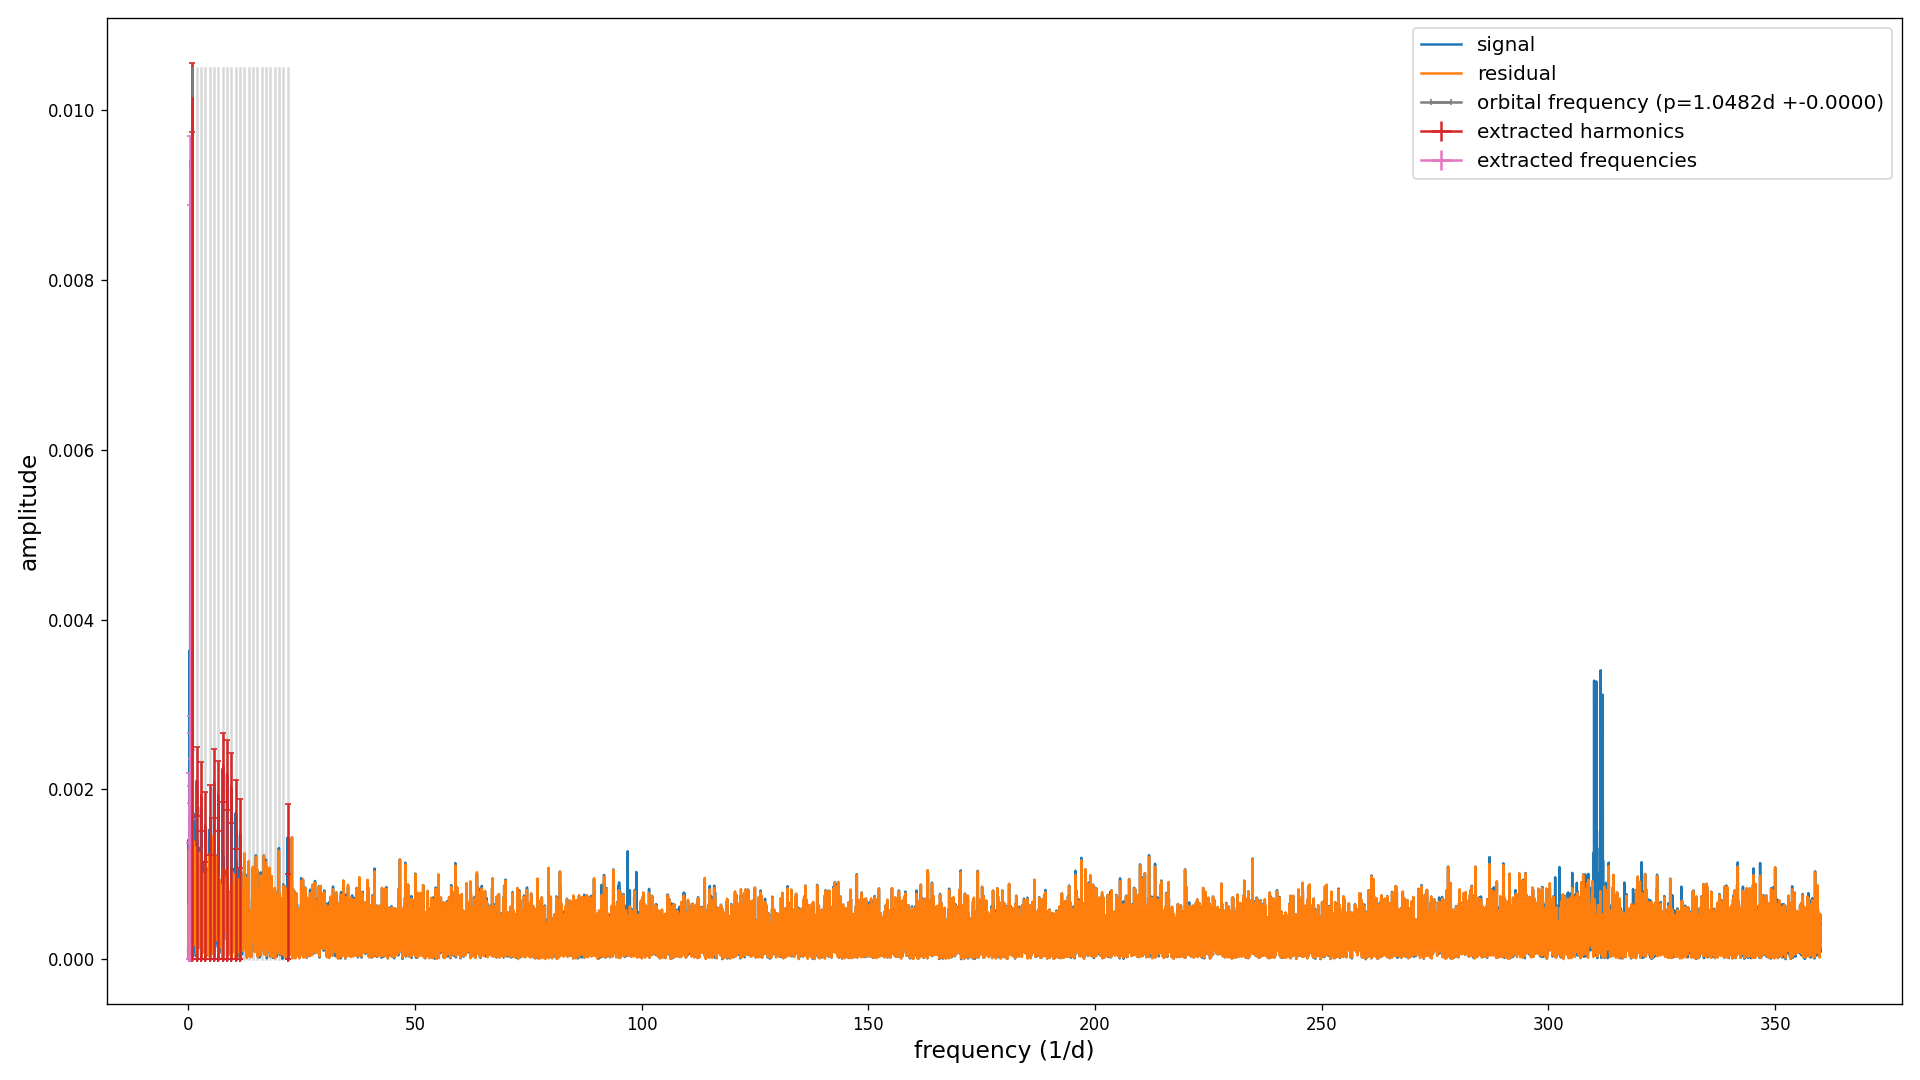 signal
residual
orbital frequency (p=1.0482d +-0.0000)
extracted harmonics
extracted frequencies
0.010
0.008
0.006
0.004
0.002
0.000
amplitude
0 50 100 150 200 250 300 350
frequency (1/d)